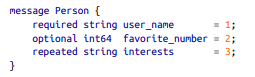 message Person {
    required string user_name       = 1;
    optional int64  favorite_number = 2;
    repeated string interests       = 3;
}